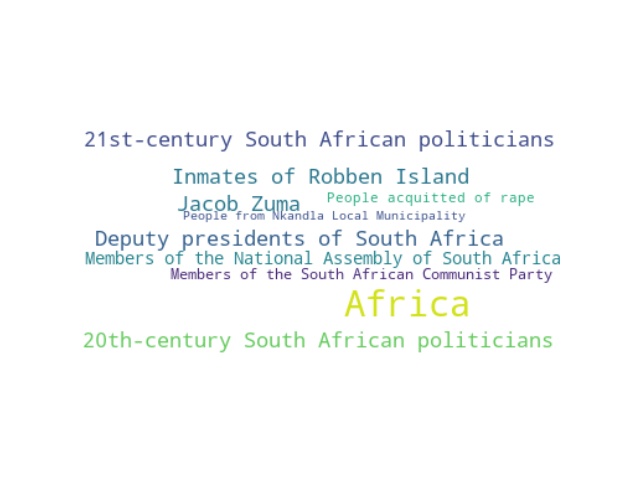 21st-century South African politicians
Inmates of Robben Island
Jacob Zuma
People acquitted of rape
People from Nkandla Local Municipality
Deputy presidents of South Africa
Members of the National Assembly of South Africa
Members of the South African Communist Party
Africa
20th-century South African politicians